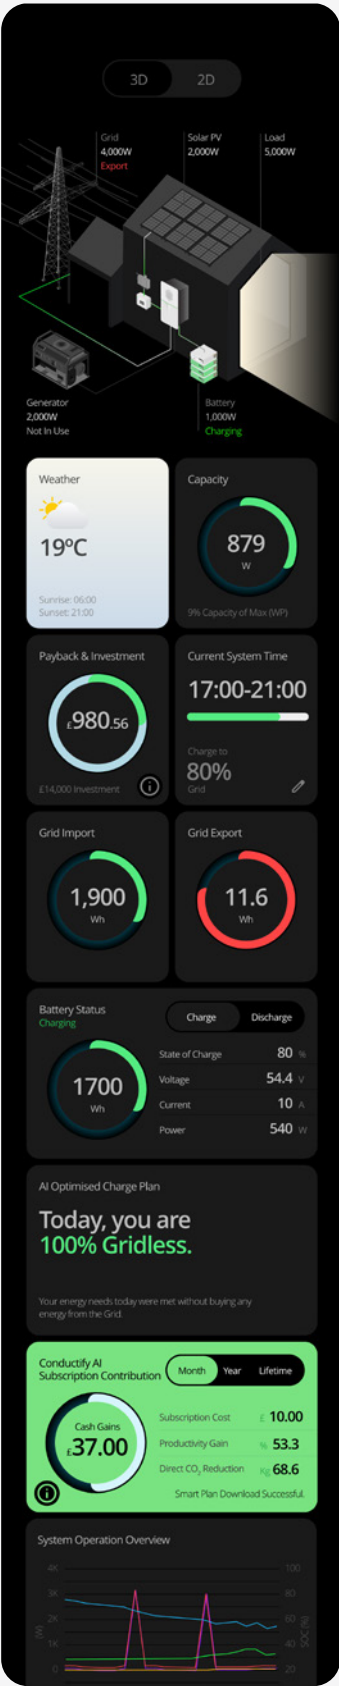 3D 2D
Grid Solar PV Load
4,000W 2,000W 5,000W
Export
Generator Battery
2,000W 1,000W
Not In Use Charging
Weather
19°C
Sunrise: 06:00
Sunset: 21:00
Capacity
879
W
9% Capacity of Max (WP)
Payback & Investment
£980.56
£14,000 Investment
Current System Time
17:00-21:00
Charge to
80%
Grid
Grid Import
1,900
Wh
Grid Export
11.6
Wh
Battery Status
Charging
Charge Discharge
1700
Wh
State of Charge 80 %
Voltage 54.4 V
Current 10 A
Power 540 W
AI Optimised Charge Plan
Today, you are
100% Gridless.
Your energy needs today were met without buying any
energy from the Grid.
Conductify AI
Subscription Contribution
Month Year Lifetime
Cash Gains
£37.00
Subscription Cost £ 10.00
Productivity Gain % 53.3
Direct CO₂ Reduction Kg 68.6
Smart Plan Download Successful.
System Operation Overview
4K 100
3K 80
2K 60
1K 40
0 20
(W)
SOC (%)